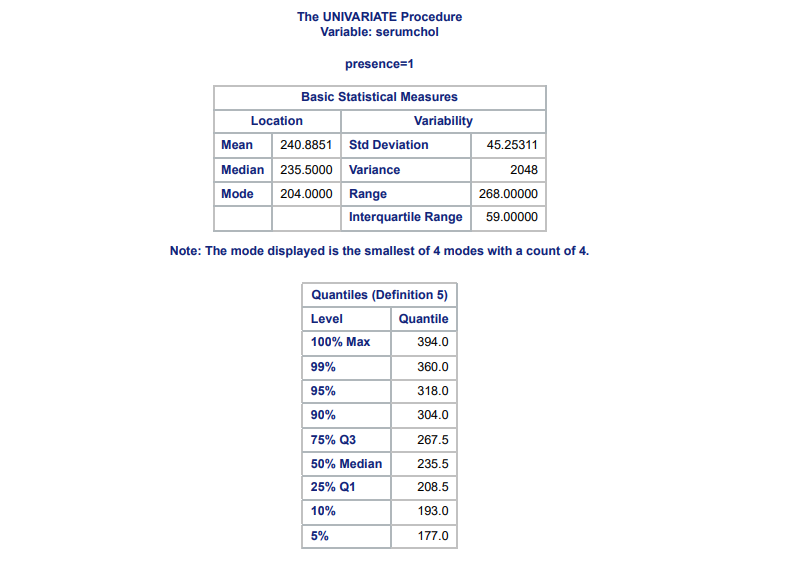 The UNIVARIATE Procedure
Variable: serumchol
presence=1
Basic Statistical Measures
Location Variability
Mean 240.8851 Std Deviation 45.25311
Median 235.5000 Variance 2048
Mode 204.0000 Range 268.00000
Interquartile Range 59.00000
Note: The mode displayed is the smallest of 4 modes with a count of 4.
Quantiles (Definition 5)
Level Quantile
100% Max 394.0
99% 360.0
95% 318.0
90% 304.0
75% Q3 267.5
50% Median 235.5
25% Q1 208.5
10% 193.0
5% 177.0